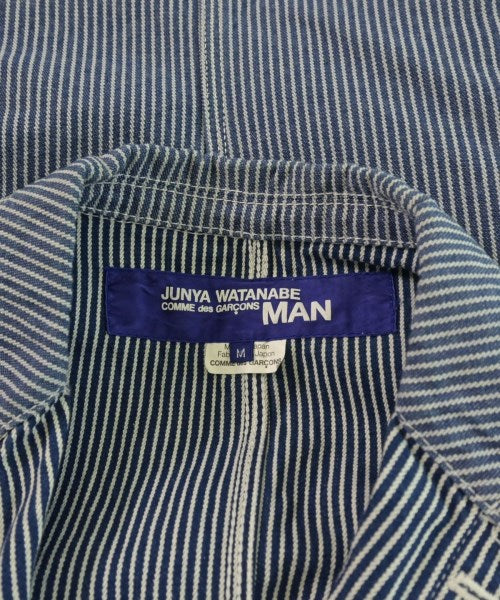 JUNYA WATANABE
COMME des GARÇONS MAN
M
COMME des GARÇONS